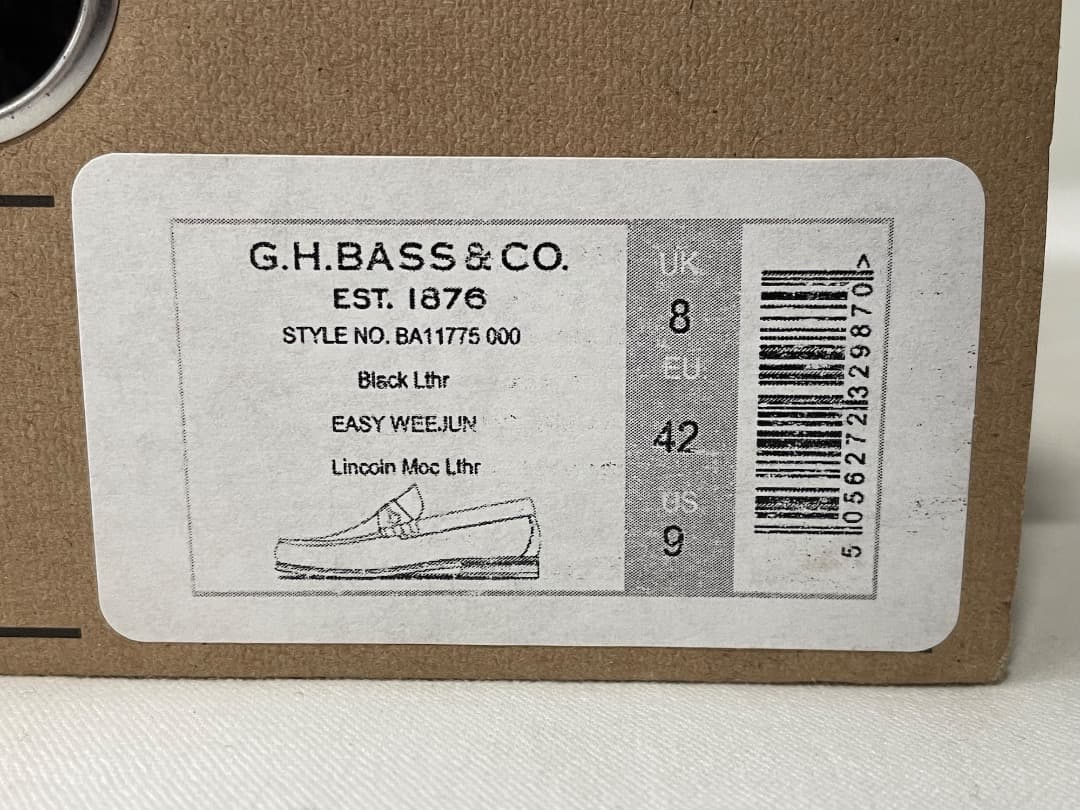 G.H.BASS & CO.
EST. 1876
STYLE NO. BA11775 000
Black Lthr
EASY WEEJUN
Lincoln Moc Lthr
UK
8
EU
42
US
9
5 056272 329870 >